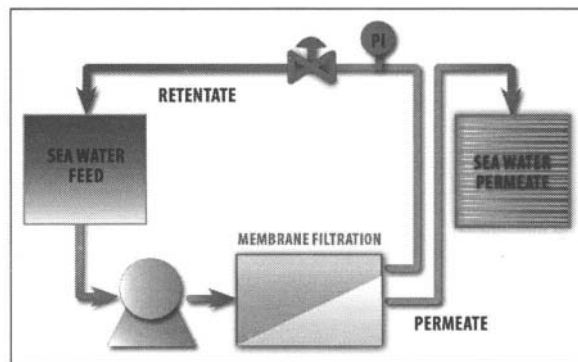 PI
RETENTATE
SEA WATER
FEED
SEA WATER
PERMEATE
MEMBRANE FILTRATION
PERMEATE